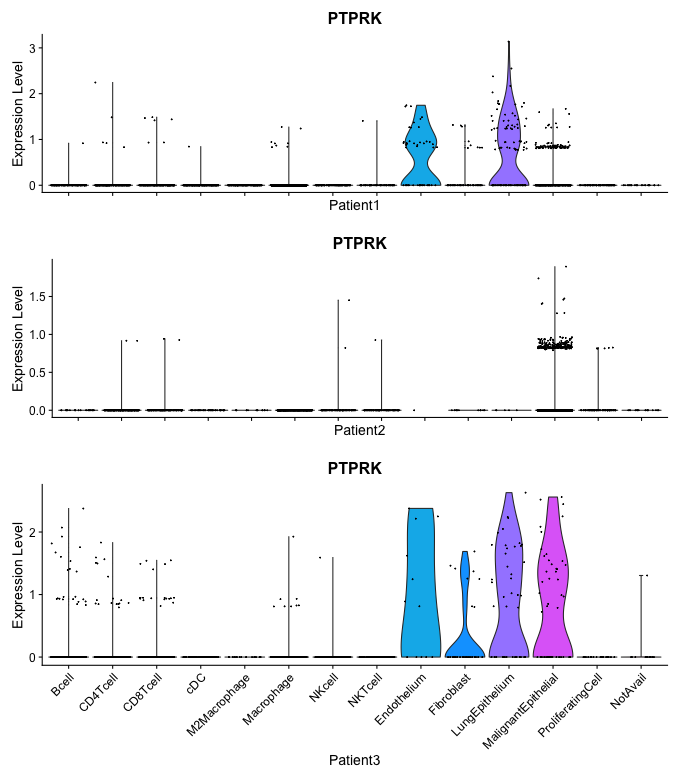 PTPRK
Expression Level
3
2
1
0
Patient1
PTPRK
Expression Level
1.5
1.0
0.5
0.0
Patient2
PTPRK
Expression Level
2
1
0
Bcell
CD4Tcell
CD8Tcell
cDC
M2Macrophage
Macrophage
NKcell
NKTcell
Endothelium
Fibroblast
LungEpithelium
MalignantEpithelial
ProliferatingCell
NotAvail
Patient3